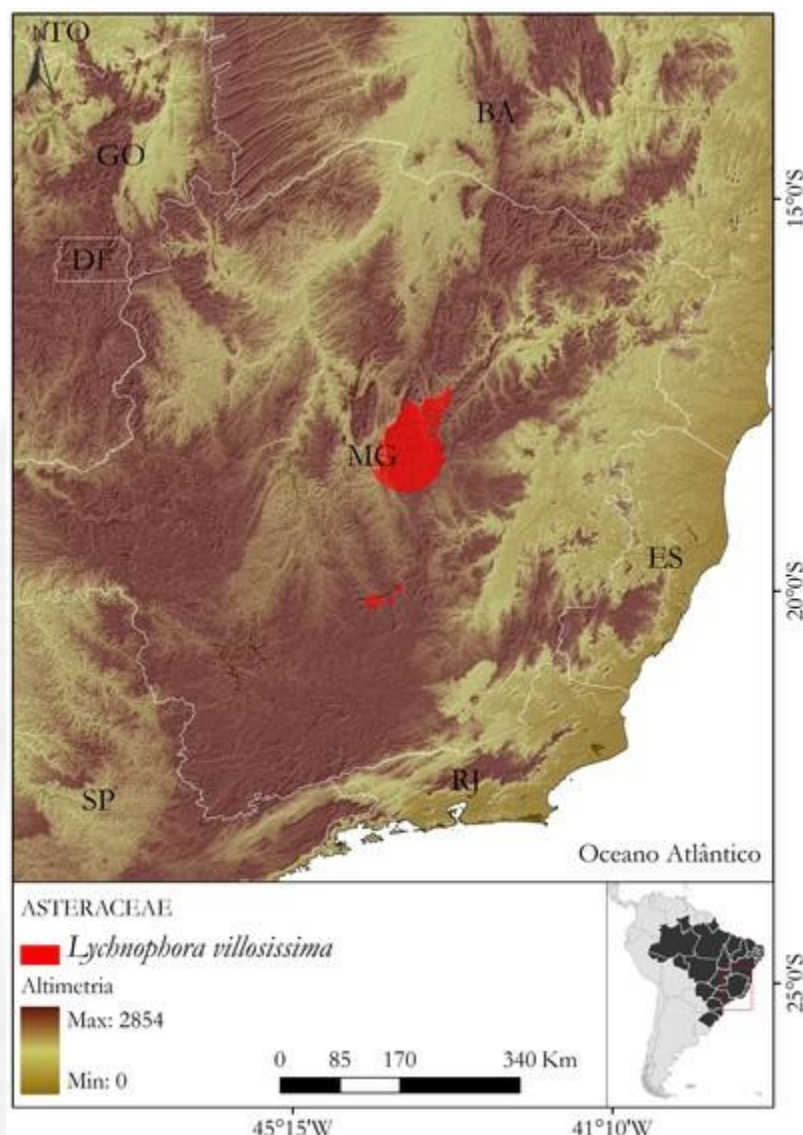 N
TO
BA
GO
DF
MG
ES
RJ
SP
Oceano Atlântico
15°0'S
20°0'S
25°0'S
ASTERACEAE
Lychnophora villosissima
Altimetria
Max: 2854
Min: 0
0 85 170 340 Km
45°15'W 41°10'W